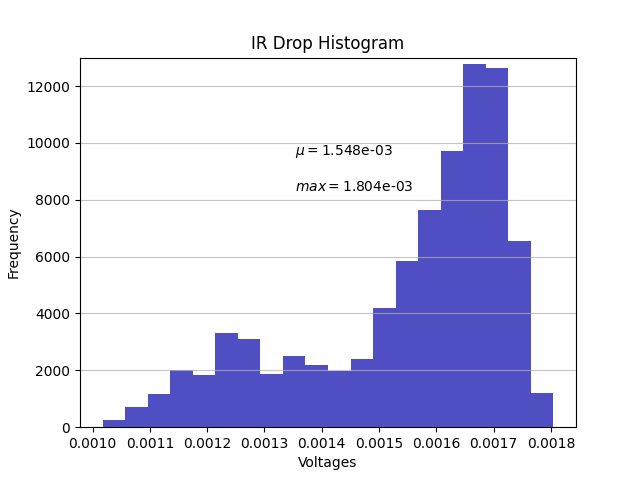 IR Drop Histogram
12000
10000
8000
6000
4000
2000
0
Frequency
μ = 1.548e-03
max = 1.804e-03
0.0010 0.0011 0.0012 0.0013 0.0014 0.0015 0.0016 0.0017 0.0018
Voltages